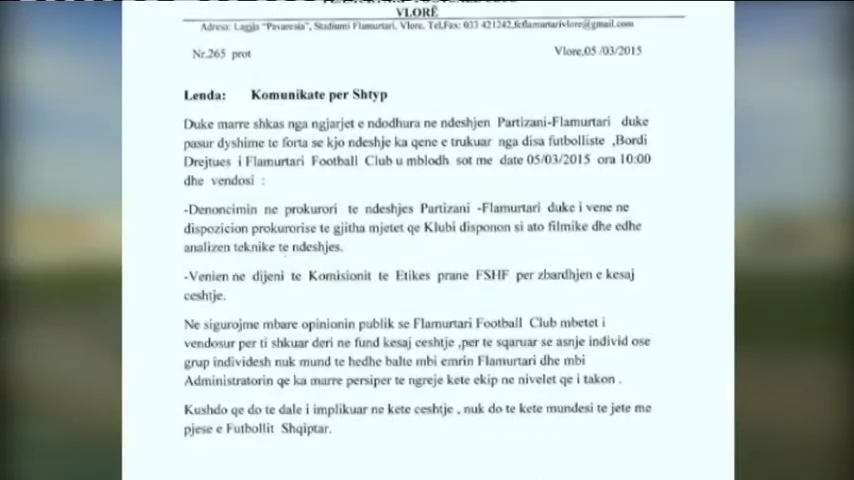 VLORË
Adresa: Lagjja "Pavaresia", Stadiumi Flamurtari, Vlore. Tel,Fax: 033 421242,fcflamurtarivlore@gmail.com
Nr.265 prot
Vlore,05 /03/2015
Lenda: Komunikate per Shtyp
Duke marre shkas nga ngjarjet e ndodhura ne ndeshjen Partizani-Flamurtari duke
pasur dyshime te forta se kjo ndeshje ka qene e trukuar nga disa futbolliste ,Bordi
Drejtues i Flamurtari Football Club u mblodh sot me date 05/03/2015 ora 10:00
dhe vendosi :
-Denoncimin ne prokurori te ndeshjes Partizani -Flamurtari duke i vene ne
dispozicion prokurorise te gjitha mjetet qe Klubi disponon si ato filmike dhe edhe
analizen teknike te ndeshjes.
-Venien ne dijeni te Komisionit te Etikes prane FSHF per zbardhjen e kesaj
ceshtje.
Ne sigurojme mbare opinionin publik se Flamurtari Football Club mbetet i
vendosur per ti shkuar deri ne fund kesaj ceshtje ,per te sqaruar se asnje individ ose
grup individesh nuk mund te hedhe balte mbi emrin Flamurtari dhe mbi
Administratorin qe ka marre persiper te ngreje kete ekip ne nivelet qe i takon .
Kushdo qe do te dale i implikuar ne kete ceshtje , nuk do te kete mundesi te jete me
pjese e Futbollit Shqiptar.